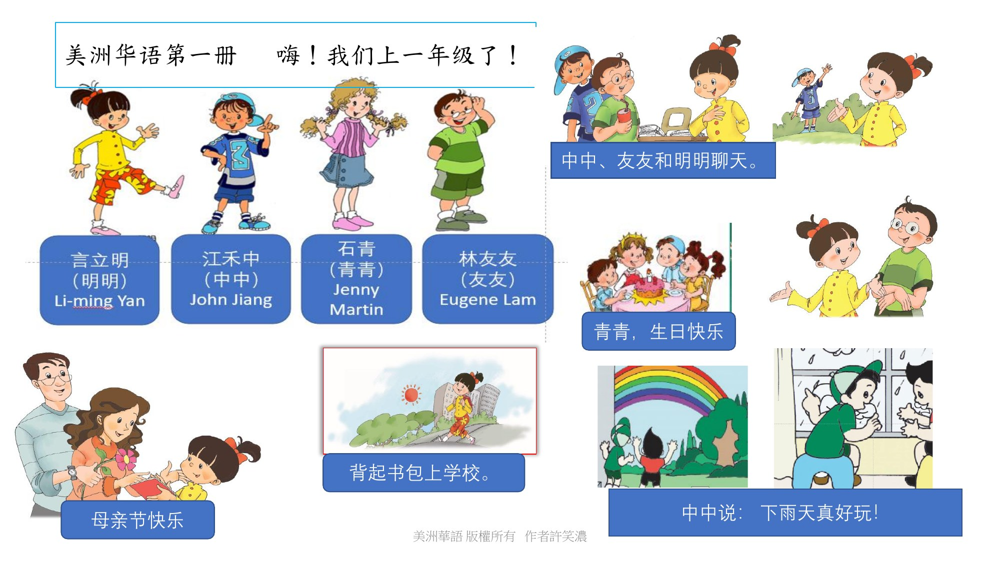 美洲华语第一册 嗨！我们上一年级了！
言立明
（明明）
Li-ming Yan
江禾中
（中中）
John Jiang
石青
（青青）
Jenny
Martin
林友友
（友友）
Eugene Lam
中中、友友和明明聊天。
青青，生日快乐
母亲节快乐
背起书包上学校。
中中说： 下雨天真好玩！
美洲華語 版權所有 作者許笑濃